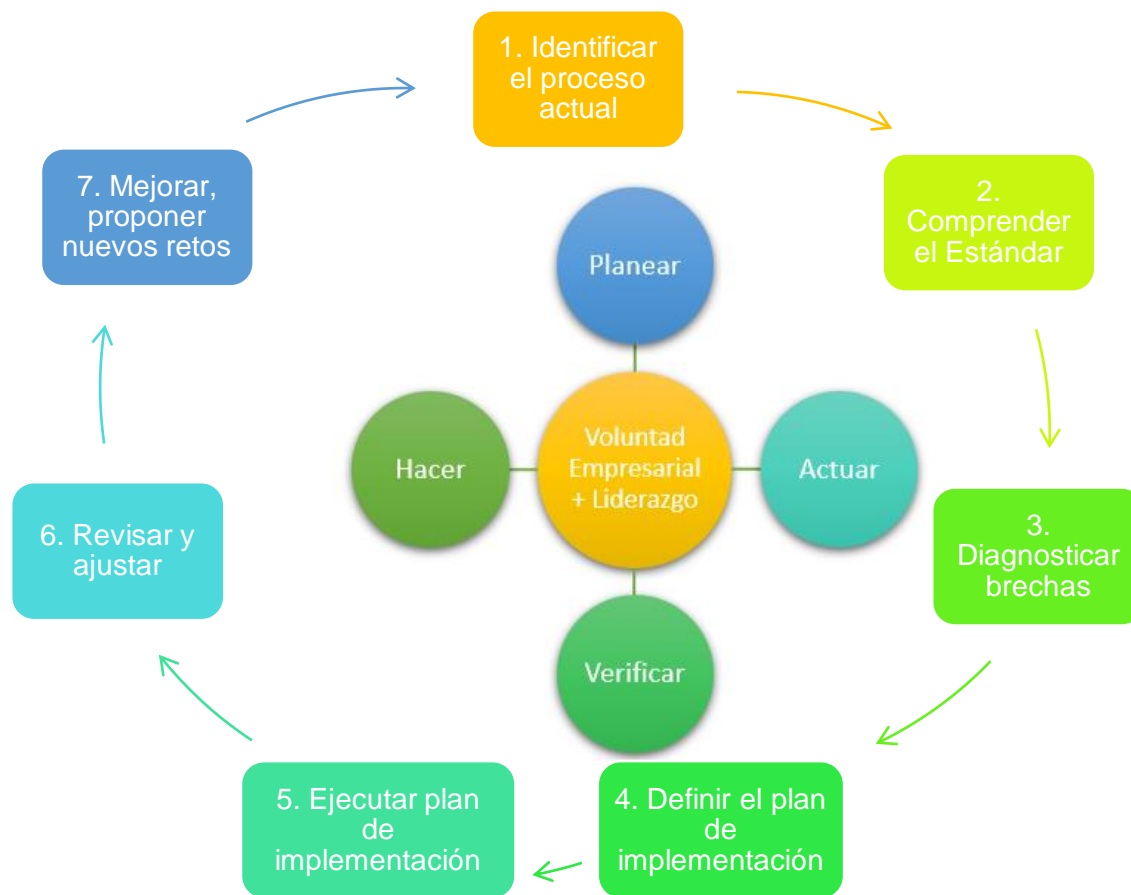 1. Identificar
el proceso
actual
2.
Comprender
el Estándar
3.
Diagnosticar
brechas
4. Definir el plan
de
implementación
5. Ejecutar plan
de
implementación
6. Revisar y
ajustar
7. Mejorar,
proponer
nuevos retos
Planear
Hacer
Voluntad
Empresarial
+ Liderazgo
Actuar
Verificar